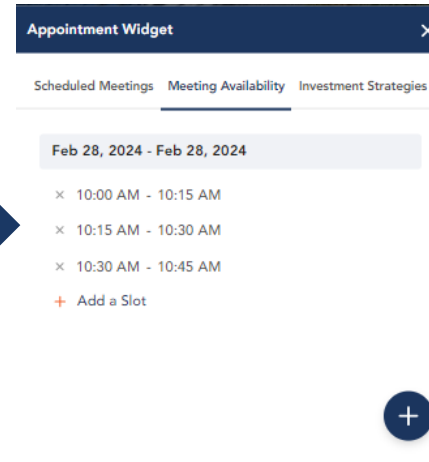 Appointment Widget
Scheduled Meetings Meeting Availability Investment Strategies
Feb 28, 2024 - Feb 28, 2024
× 10:00 AM - 10:15 AM
× 10:15 AM - 10:30 AM
× 10:30 AM - 10:45 AM
+ Add a Slot